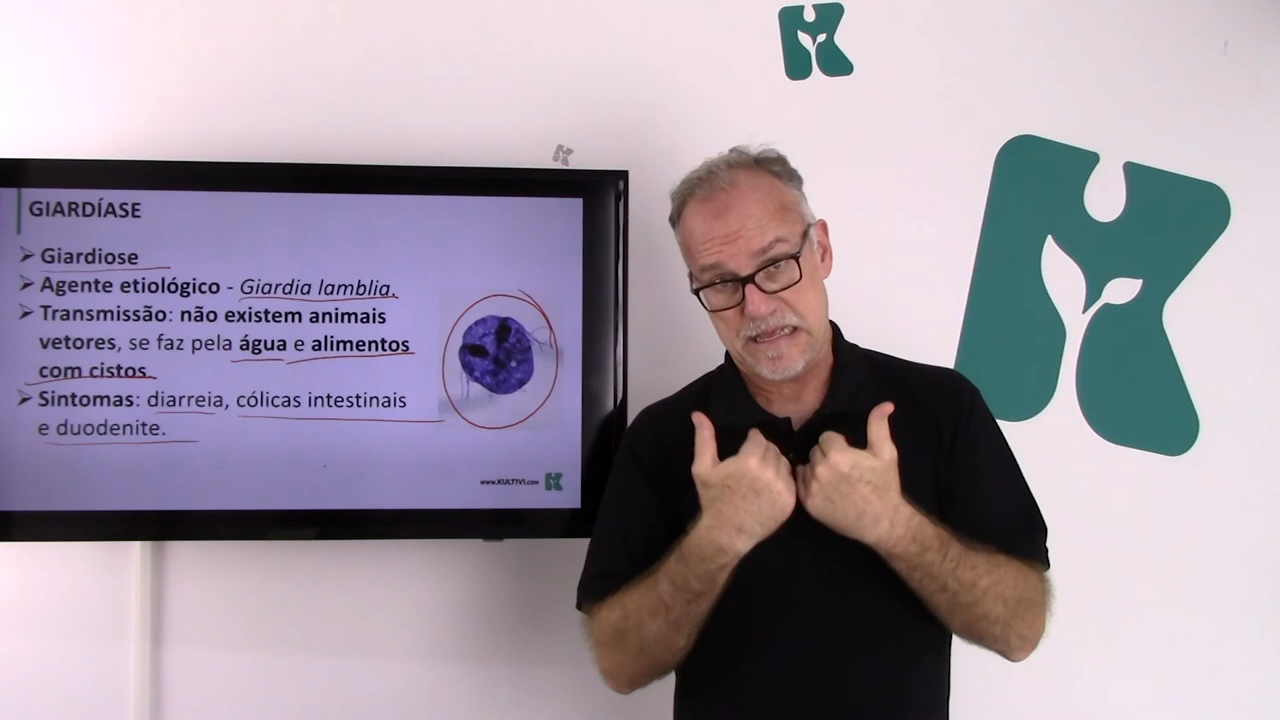 GIARDÍASE
➤ Giardiose
➤ Agente etiológico - Giardia lamblia.
➤ Transmissão: não existem animais
vetores, se faz pela água e alimentos
com cistos.
➤ Sintomas: diarreia, cólicas intestinais
e duodenite.
www.KULTIVI.com